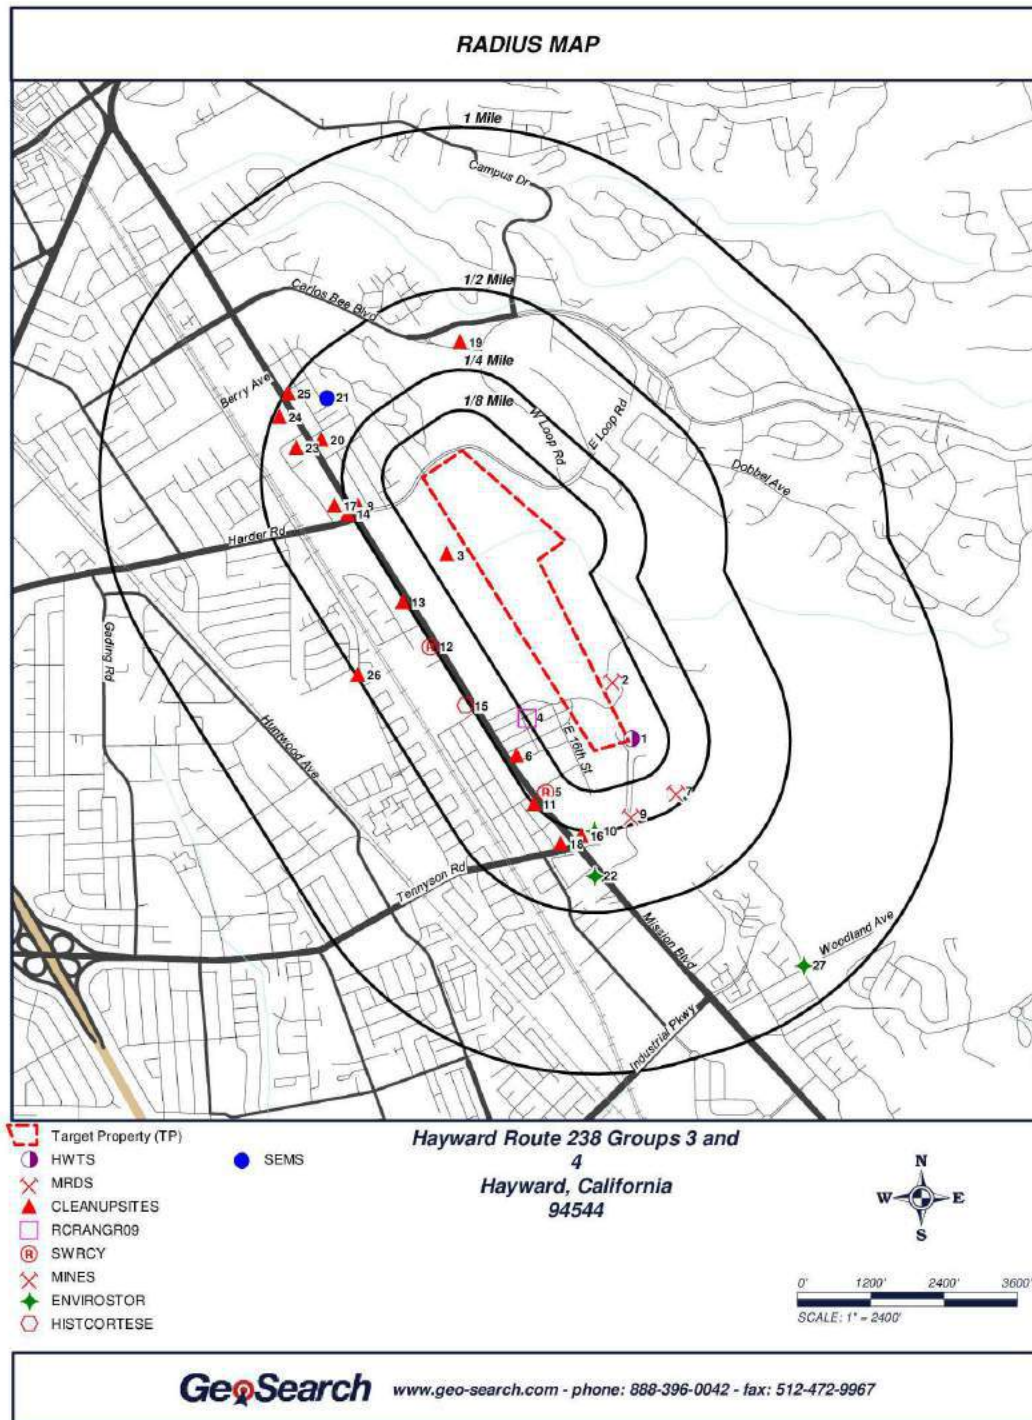 RADIUS MAP
1 Mile
Campus Dr
1/2 Mile
Carlos Bee Blvd
19
1/4 Mile
Berry Ave
25
21
1/8 Mile
24
W Loop Rd
E Loop Rd
20
23
Dobbel Ave
17
8
14
Harder Rd
3
13
12
Gading Rd
2
26
15
4
Huntwood Ave
E 16th St
1
6
5
7
11
9
10
16
18
Tennyson Rd
22
Mission Blvd
Woodland Ave
27
Industrial Pkwy
Target Property (TP)
HWTS
SEMS
MRDS
CLEANUPSITES
RCRANGR09
SWRCY
MINES
ENVIROSTOR
HISTCORTESE
Hayward Route 238 Groups 3 and
4
Hayward, California
94544
N
W E
S
0' 1200' 2400' 3600'
SCALE: 1" = 2400'
GeoSearch www.geo-search.com - phone: 888-396-0042 - fax: 512-472-9967